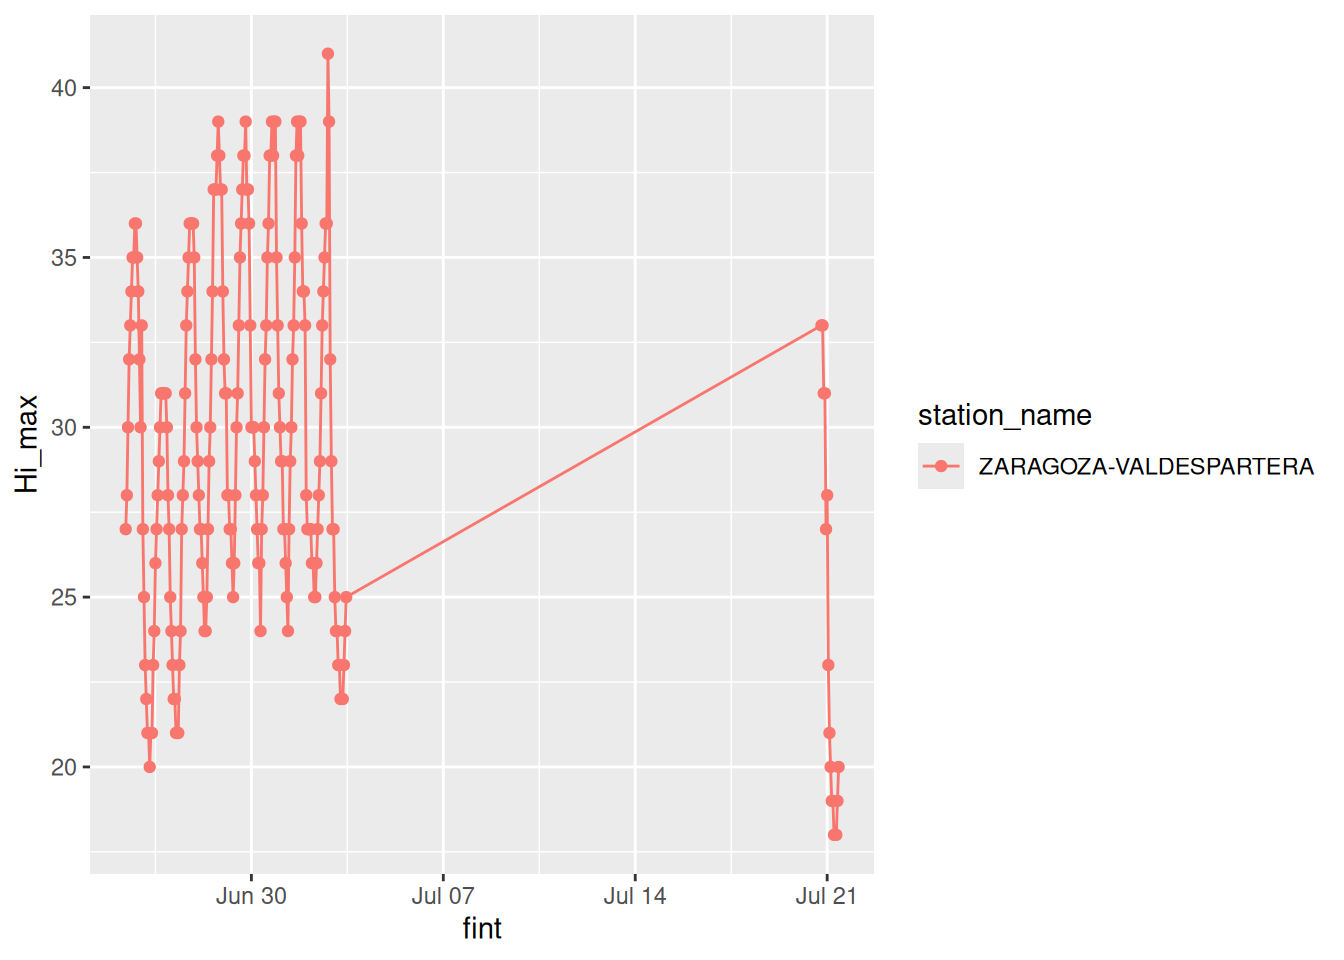 40
35
30
25
20
Hi_max
Jun 30
Jul 07
Jul 14
Jul 21
fint
station_name
ZARAGOZA-VALDESPARTERA